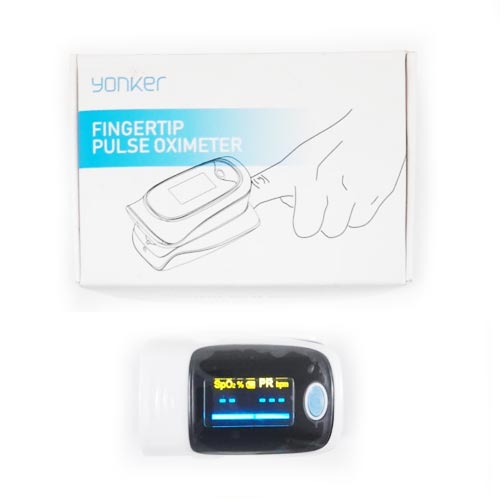 yonker
FINGERTIP
PULSE OXIMETER
SpO₂ % PR bpm
-- ---